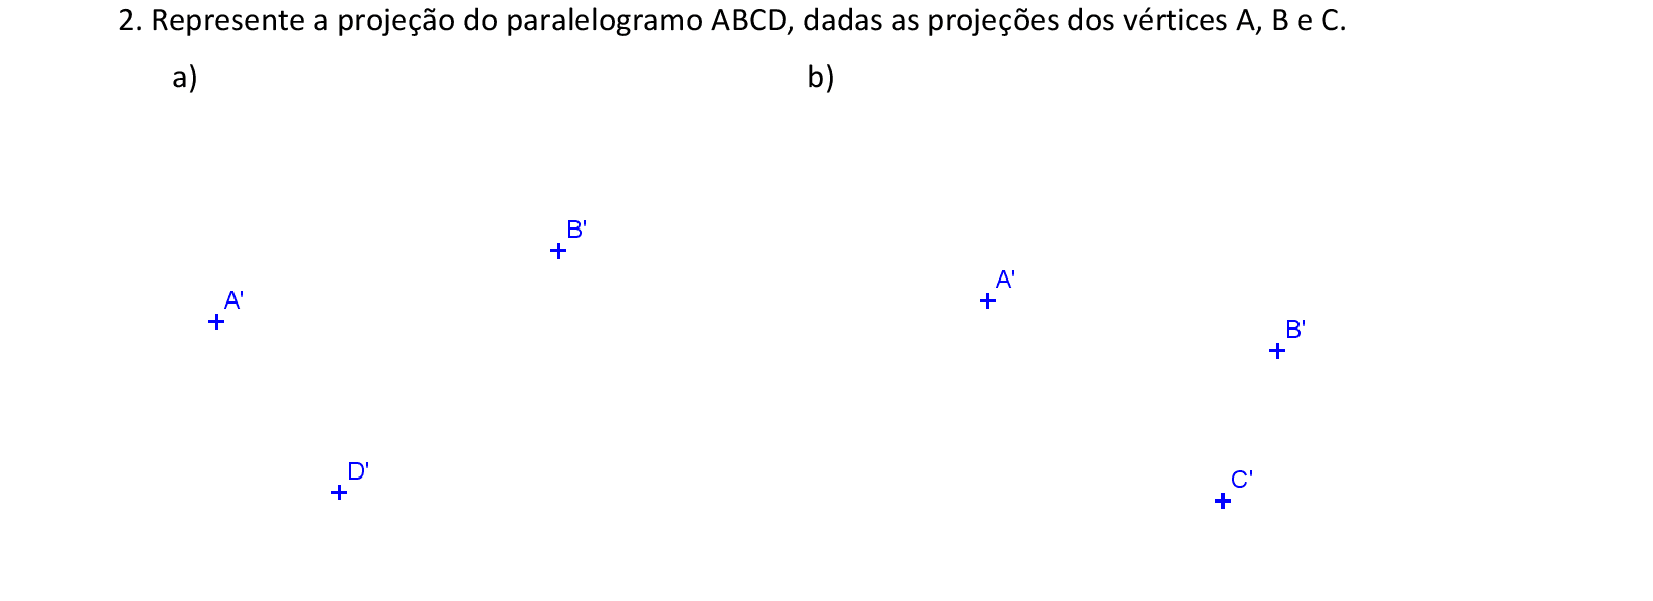 2. Represente a projeção do paralelogramo ABCD, dadas as projeções dos vértices A, B e C.
a)
b)
B'
A'
D'
A'
B'
C'